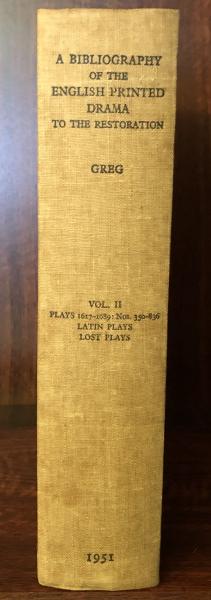 A BIBLIOGRAPHY
OF THE
ENGLISH PRINTED
DRAMA
TO THE RESTORATION
GREG
VOL. II
PLAYS 1617-1689: Nos. 350-836
LATIN PLAYS
LOST PLAYS
1951